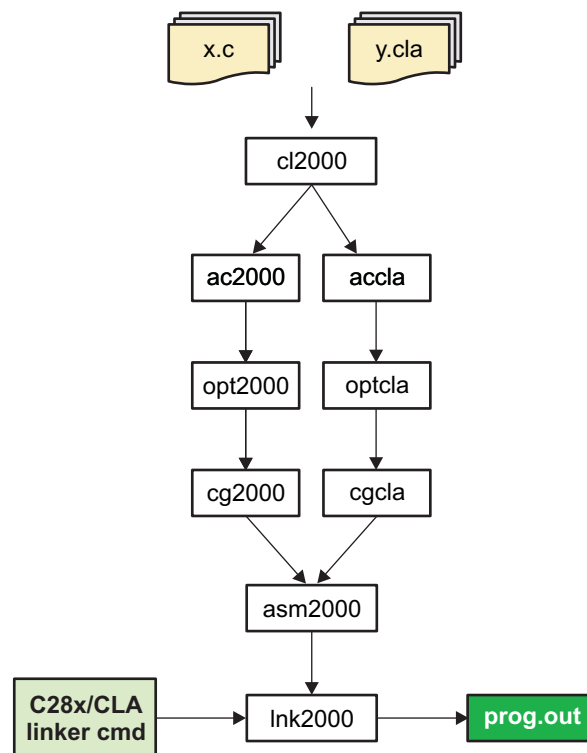 x.c
y.cla
cl2000
ac2000
accla
opt2000
optcla
cg2000
cgcla
asm2000
C28x/CLA
linker cmd
lnk2000
prog.out